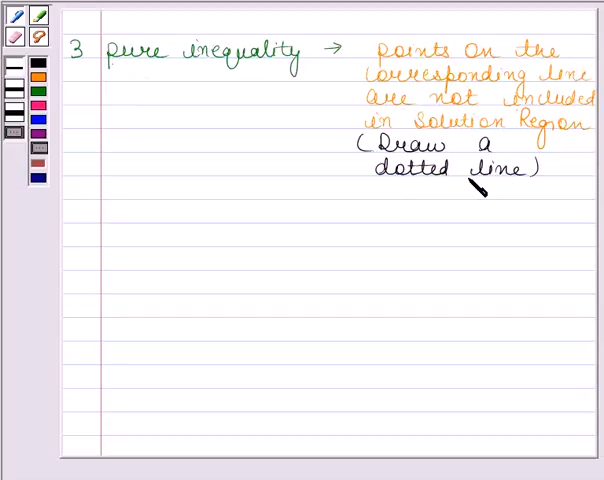 3 pure inequality → points on the
corresponding line
are not included
in Solution Region
(Draw a
dotted line)